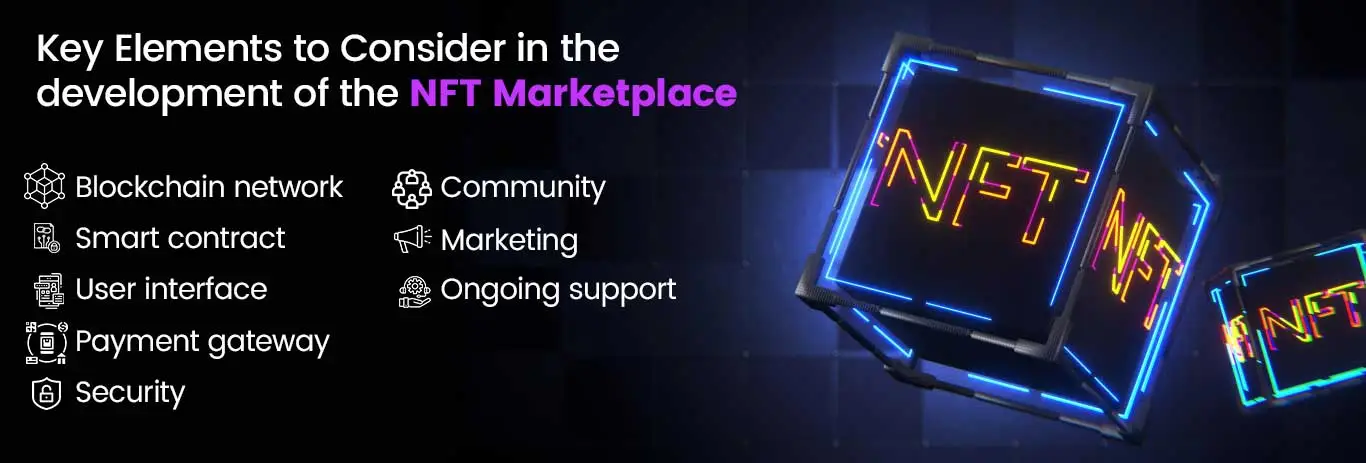 Key Elements to Consider in the
development of the NFT Marketplace
Blockchain network
Smart contract
User interface
Payment gateway
Security
Community
Marketing
Ongoing support
NFT
NFT
NFT